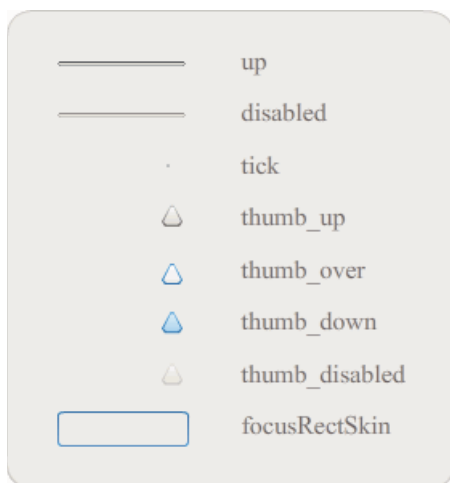 up
disabled
tick
thumb_up
thumb_over
thumb_down
thumb_disabled
focusRectSkin